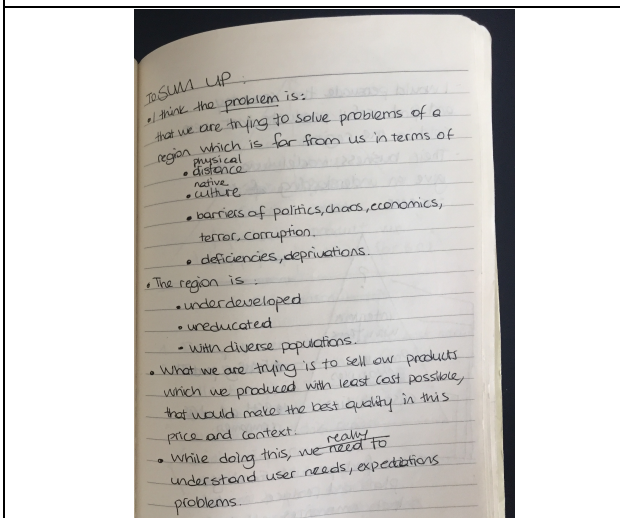 TO SUM UP :
• I think the problem is:
that we are trying to solve problems of a
region which is far from us in terms of
physical
• distance
native
• culture
• barriers of politics, chaos, economics,
terror, corruption.
• deficiencies, deprivations.
• The region is :
• underdeveloped
• uneducated
• with diverse populations.
• What we are trying is to sell our products
which we produced with least cost possible,
that would make the best quality in this
price and context.
really
• While doing this, we need to
understand user needs, expectations
problems.